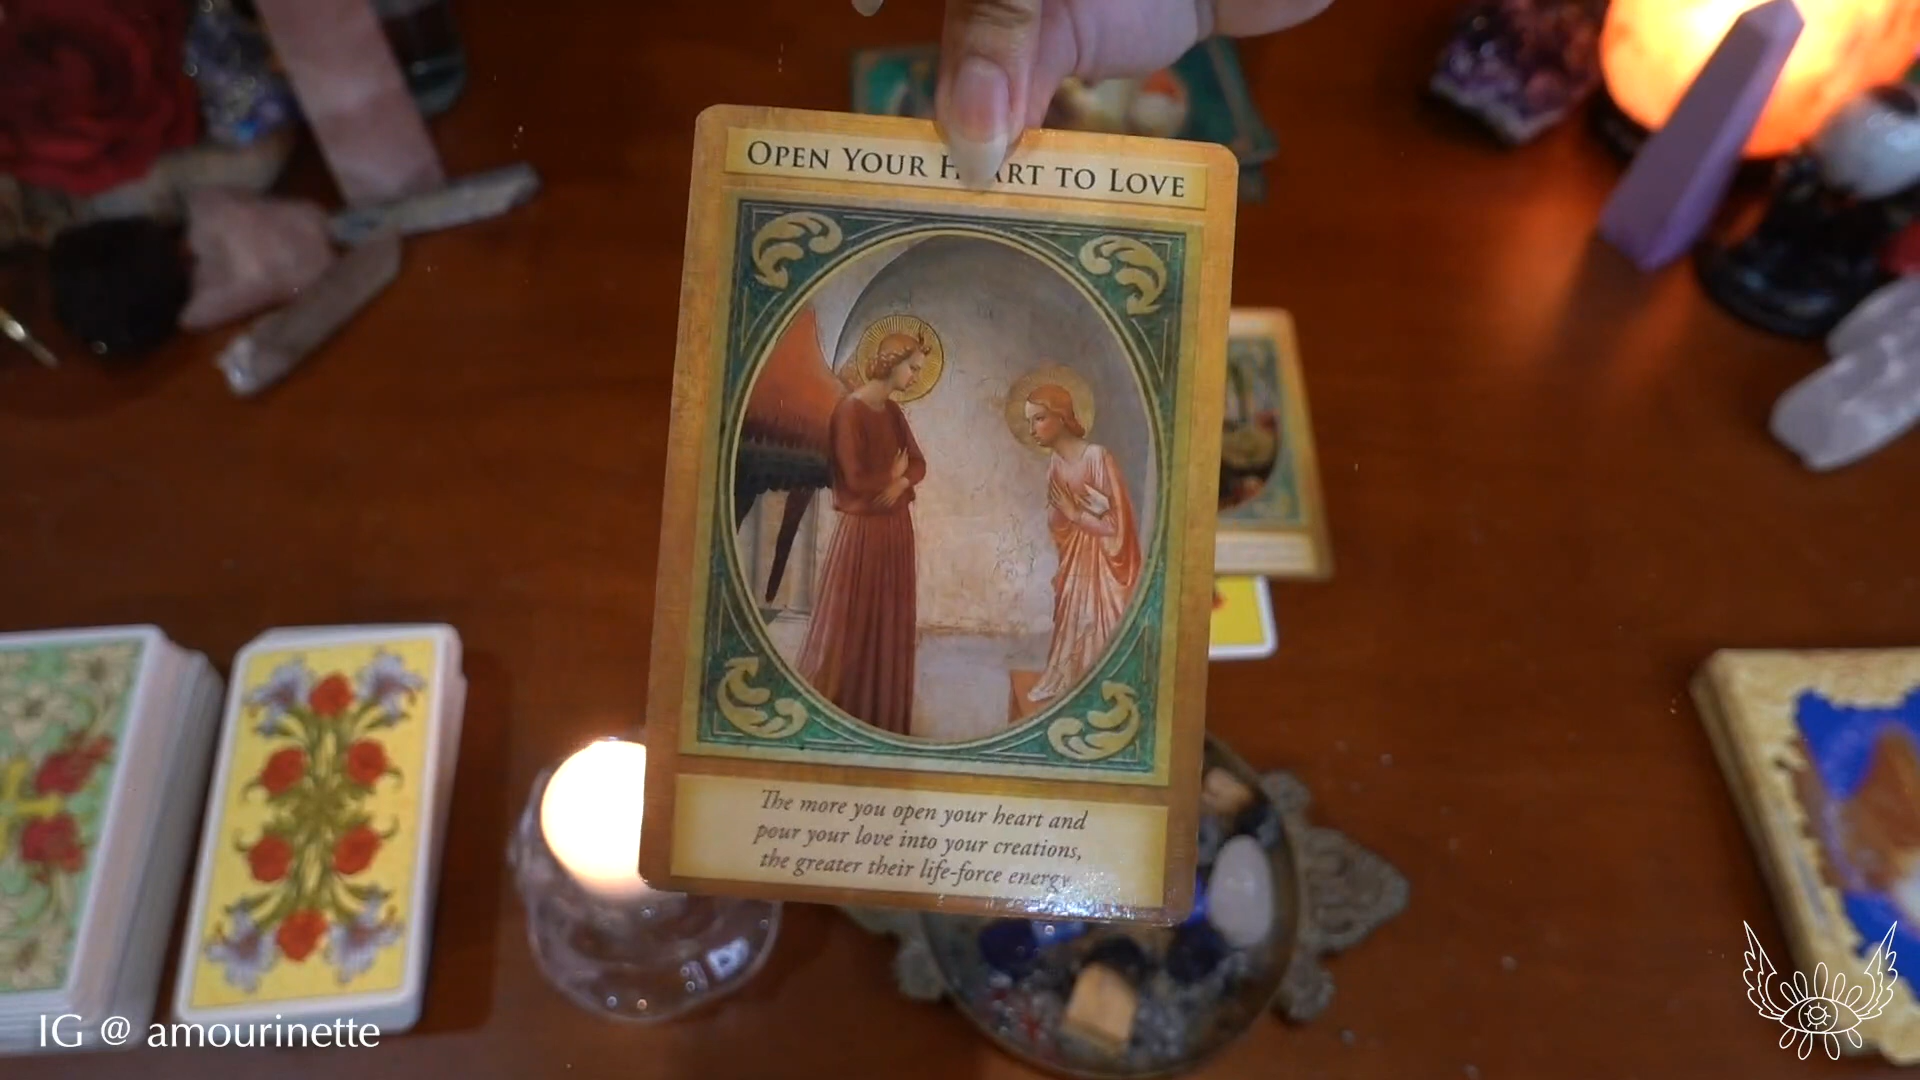 OPEN YOUR HEART TO LOVE
The more you open your heart and
pour your love into your creations,
the greater their life-force energy
IG @ amourinette